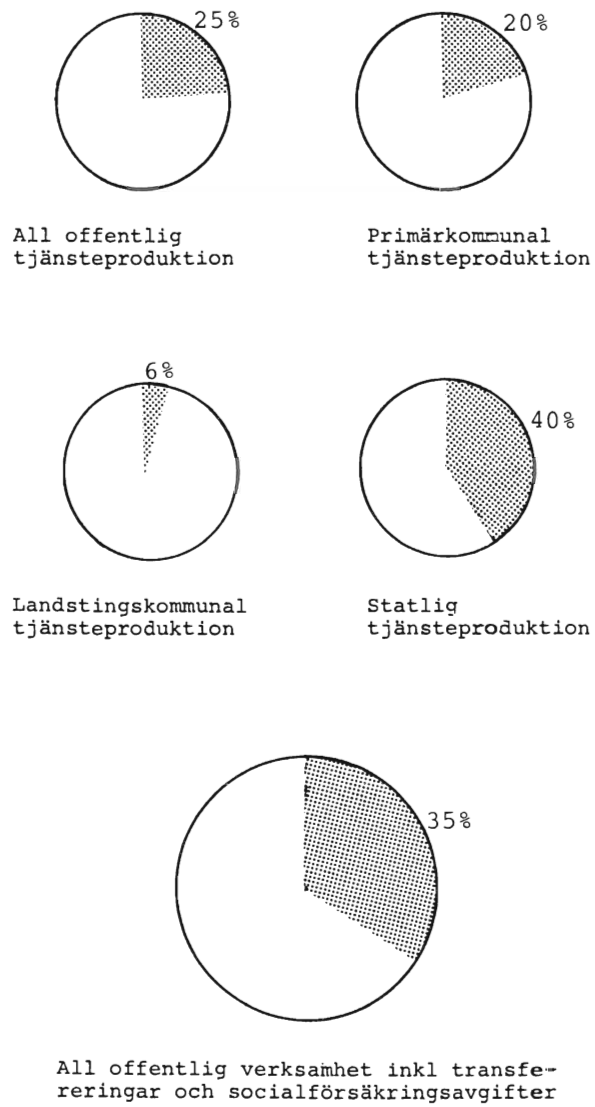 25%
20%
All offentlig
tjänsteproduktion
Primärkommunal
tjänsteproduktion
6%
40%
Landstingskommunal
tjänsteproduktion
Statlig
tjänsteproduktion
35%
All offentlig verksamhet inkl transfe-
reringar och socialförsäkringsavgifter